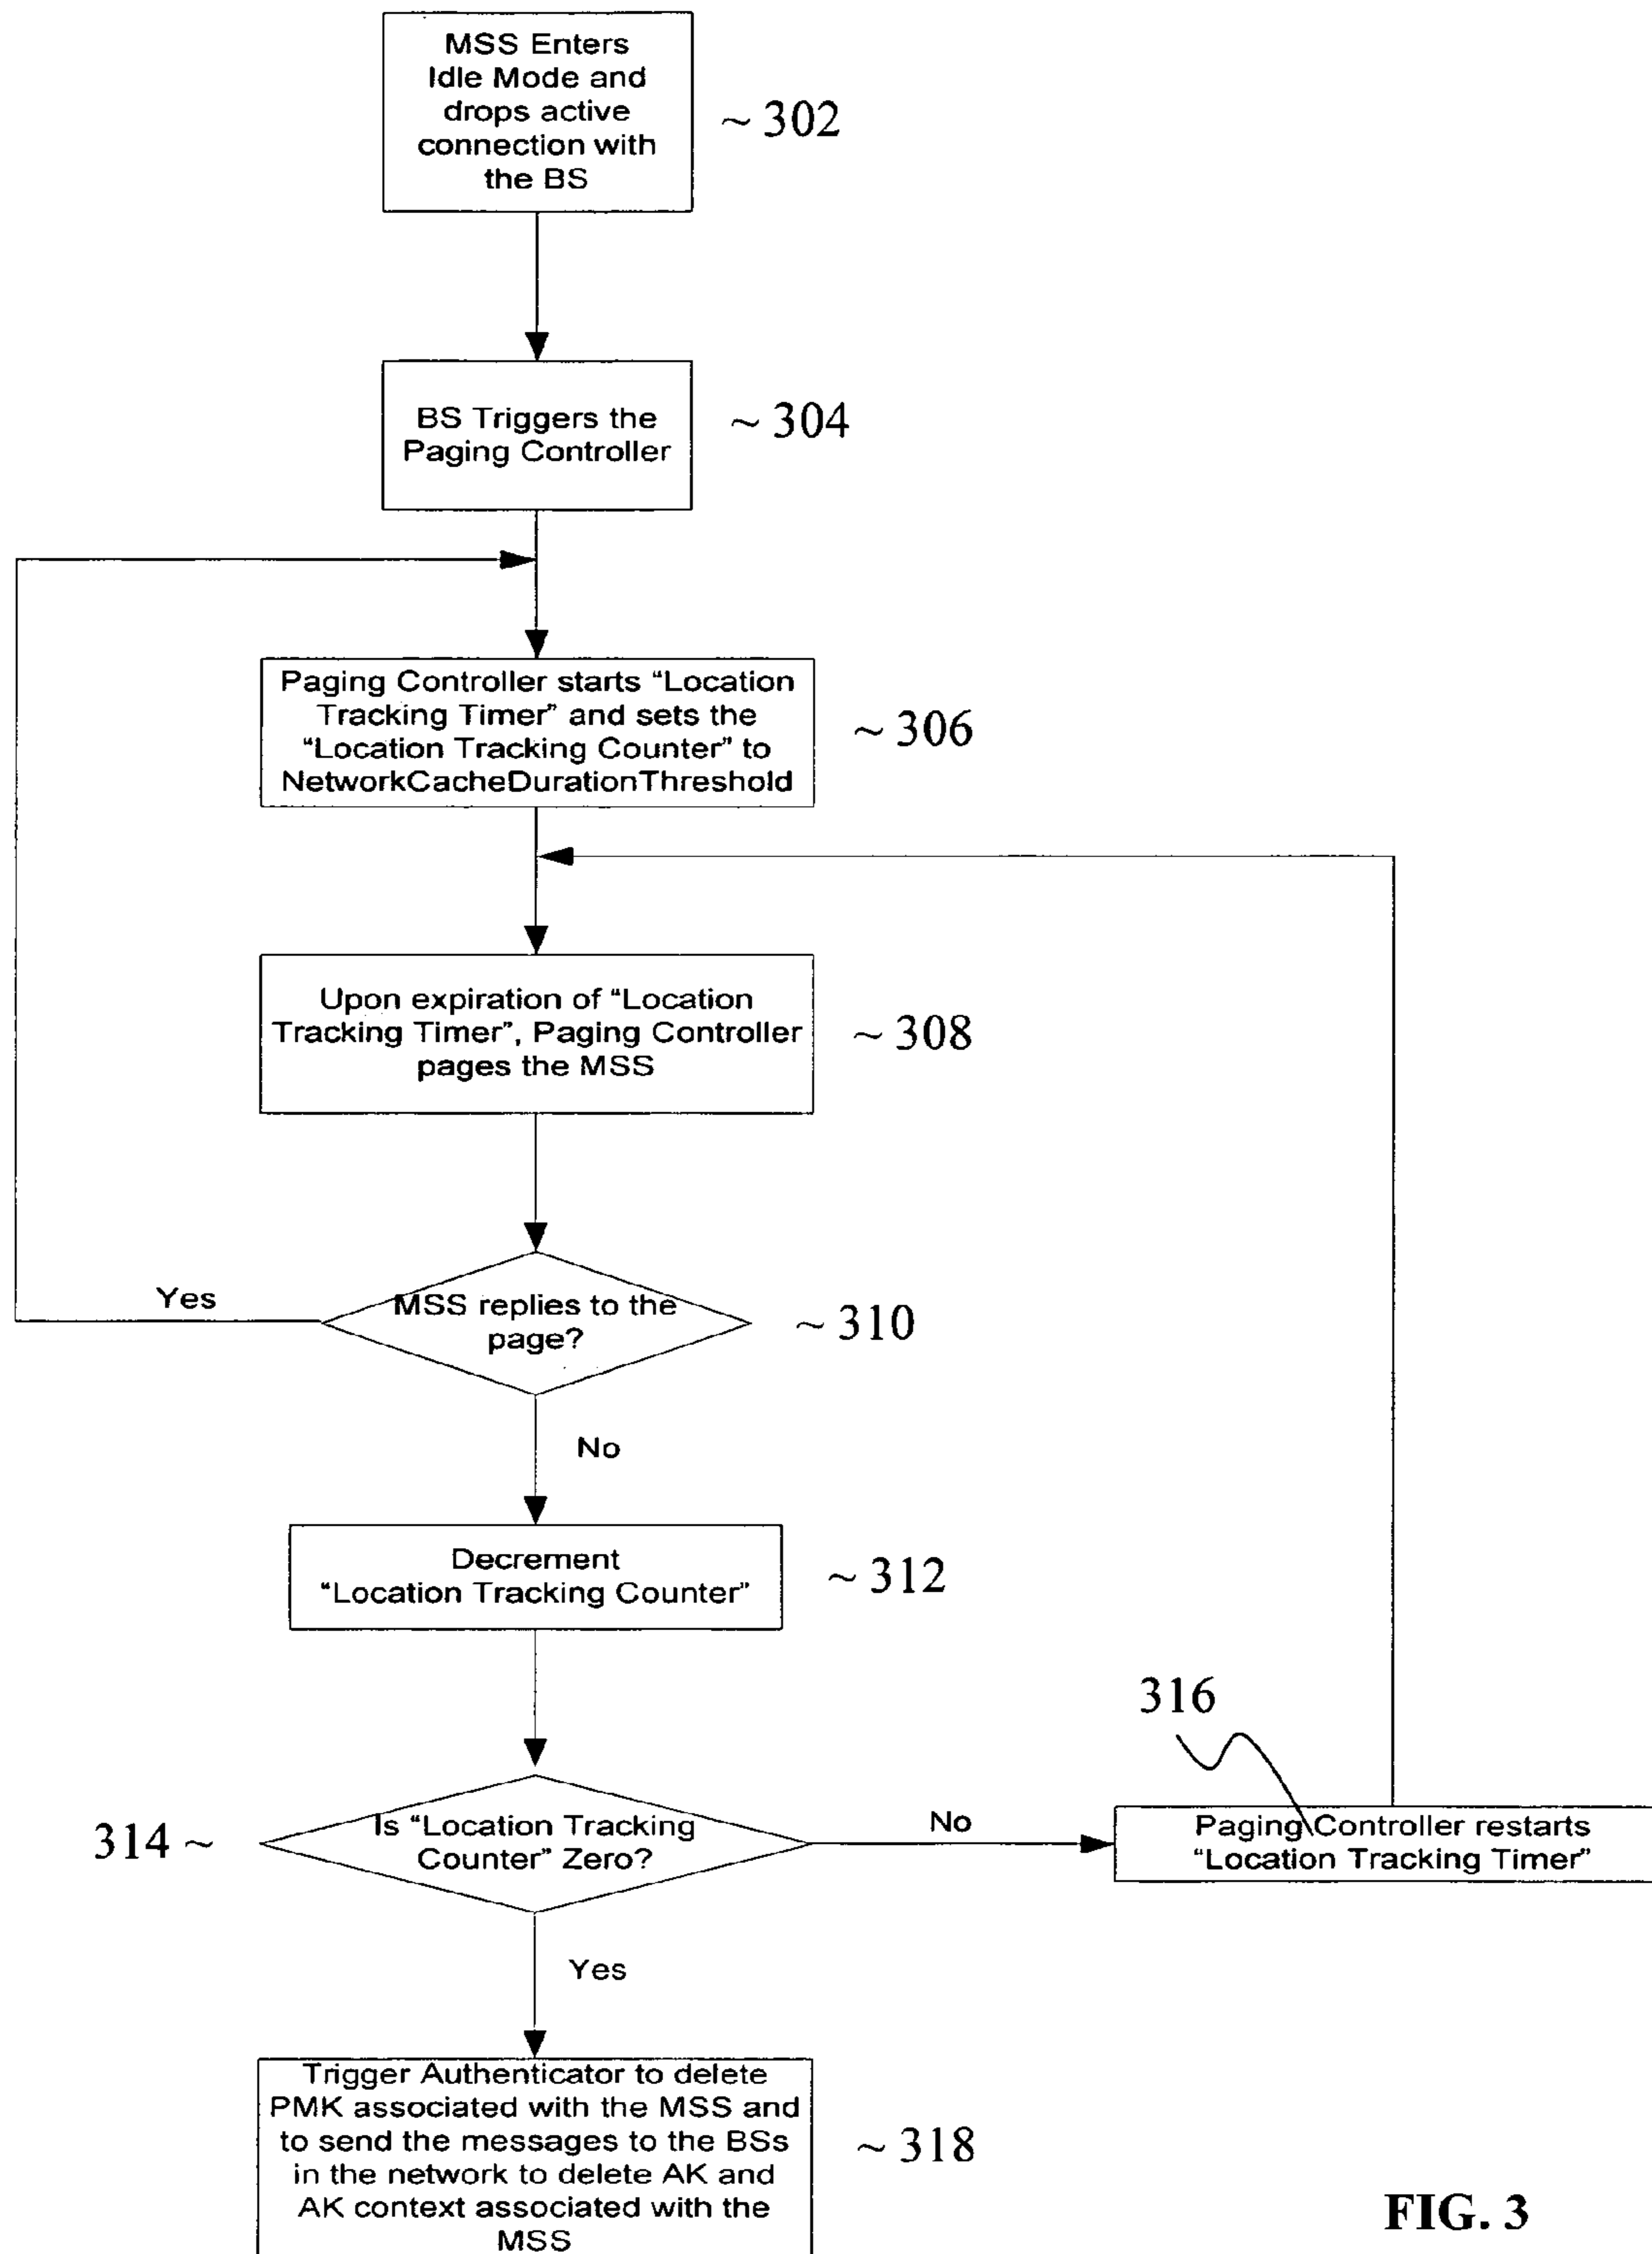 MSS Enters
Idle Mode and
drops active
connection with
the BS
~ 302
BS Triggers the
Paging Controller
~ 304
Paging Controller starts “Location
Tracking Timer” and sets the
“Location Tracking Counter” to
NetworkCacheDurationThreshold
~ 306
Upon expiration of “Location
Tracking Timer”, Paging Controller
pages the MSS
~ 308
Yes
MSS replies to the
page?
~ 310
No
Decrement
“Location Tracking Counter”
~ 312
316
314 ~
Is “Location Tracking
Counter” Zero?
No
Paging Controller restarts
“Location Tracking Timer”
Yes
Trigger Authenticator to delete
PMK associated with the MSS and
to send the messages to the BSs
in the network to delete AK and
AK context associated with the
MSS
~ 318
FIG. 3